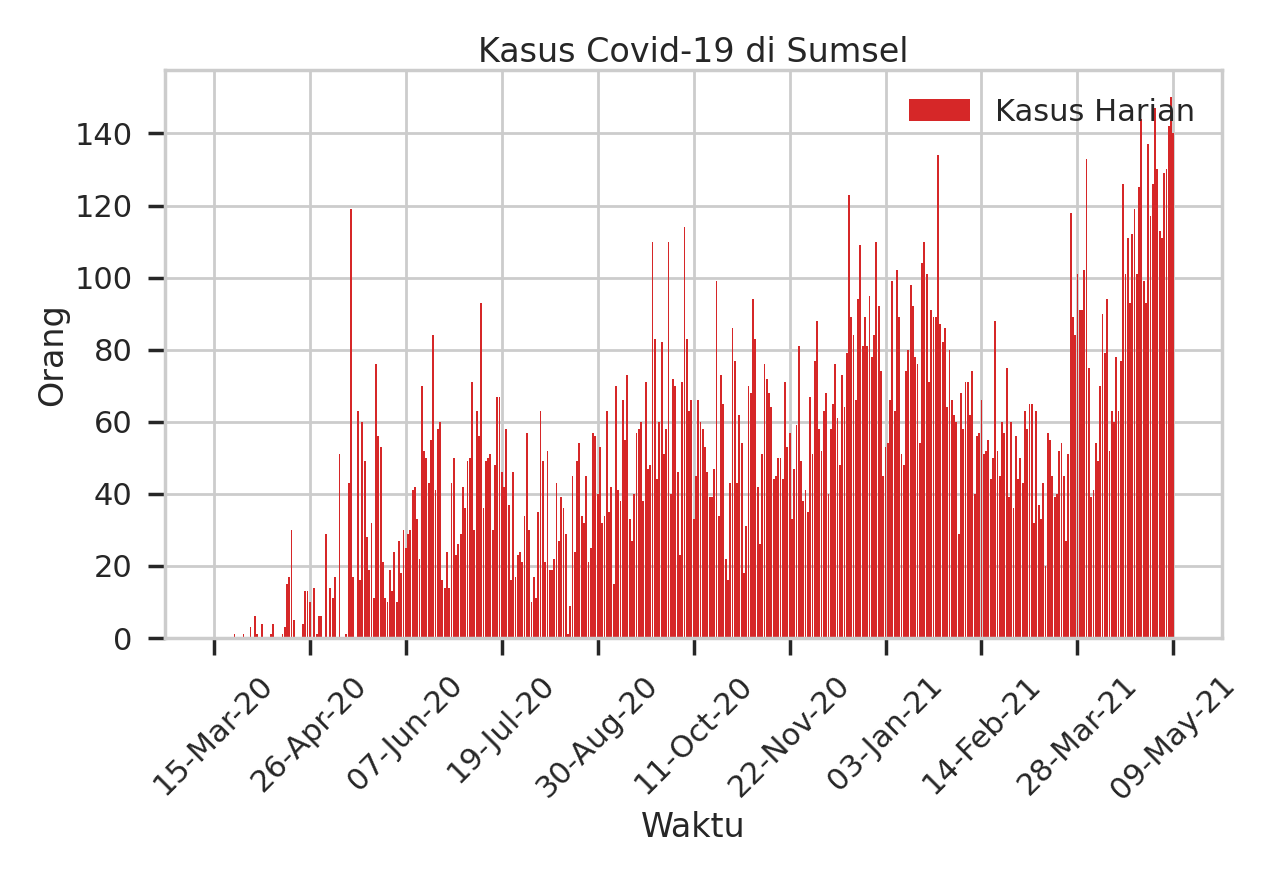 Kasus Covid-19 di Sumsel
Kasus Harian
Orang
140
120
100
80
60
40
20
0
15-Mar-20
26-Apr-20
07-Jun-20
19-Jul-20
30-Aug-20
11-Oct-20
22-Nov-20
03-Jan-21
14-Feb-21
28-Mar-21
09-May-21
Waktu